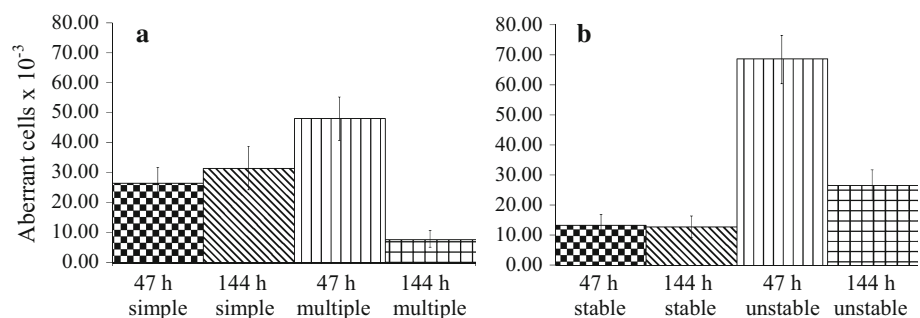 a
Aberrant cells x 10-3
80.00
70.00
60.00
50.00
40.00
30.00
20.00
10.00
0.00
47 h 144 h 47 h 144 h
simple simple multiple multiple
b
80.00
70.00
60.00
50.00
40.00
30.00
20.00
10.00
0.00
47 h 144 h 47 h 144 h
stable stable unstable unstable